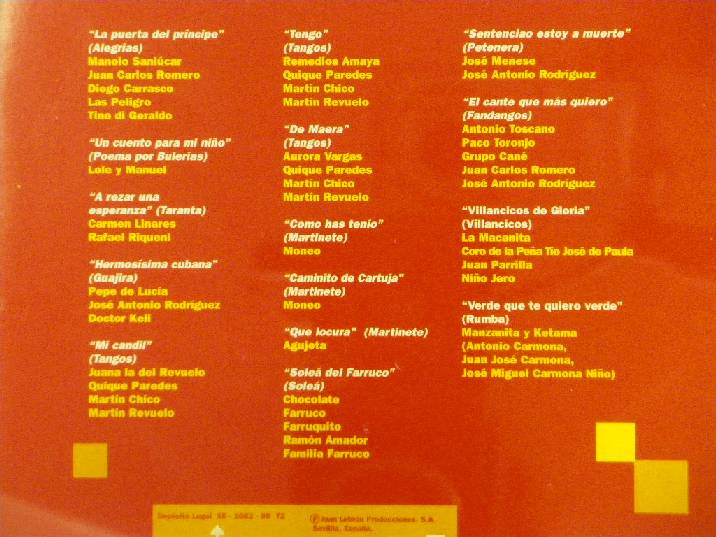 "La puerta del príncipe"
(Alegrías)
Manolo Sanlúcar
Juan Carlos Romero
Diego Carrasco
Las Peligro
Tino di Geraldo
"Un cuento para mi niño"
(Poema por Bulerías)
Lole y Manuel
"A rezar una
esperanza" (Taranta)
Carmen Linares
Rafael Riqueni
"Hermosísima cubana"
(Guajira)
Pepe de Lucía
José Antonio Rodríguez
Doctor Keli
"Mi candil"
(Tangos)
Juana la del Revuelo
Quique Paredes
Martín Chico
Martín Revuelo
"Tengo"
(Tangos)
Remedios Amaya
Quique Paredes
Martín Chico
Martín Revuelo
"De Maera"
(Tangos)
Aurora Vargas
Quique Paredes
Martín Chico
Martín Revuelo
"Como has tenío"
(Martinete)
Moneo
"Caminito de Cartuja"
(Martinete)
Moneo
"Que locura" (Martinete)
Agujeta
"Soleá del Farruco"
(Soleá)
Chocolate
Farruco
Farruquito
Ramón Amador
Familia Farruco
"Sentenciao estoy a muerte"
(Petenera)
José Menese
José Antonio Rodríguez
"El cante que más quiero"
(Fandangos)
Antonio Toscano
Paco Toronjo
Grupo Cané
Juan Carlos Romero
José Antonio Rodríguez
"Villancicos de Gloria"
(Villancicos)
La Macanita
Coro de la Peña Tío José de Paula
Juan Parrilla
Niño Jero
"Verde que te quiero verde"
(Rumba)
Manzanita y Ketama
(Antonio Carmona,
Juan José Carmona,
José Miguel Carmona Niño)
Depósito Legal
Ⓟ Juan Lebrón Producciones. S.A.
Sevilla. España.